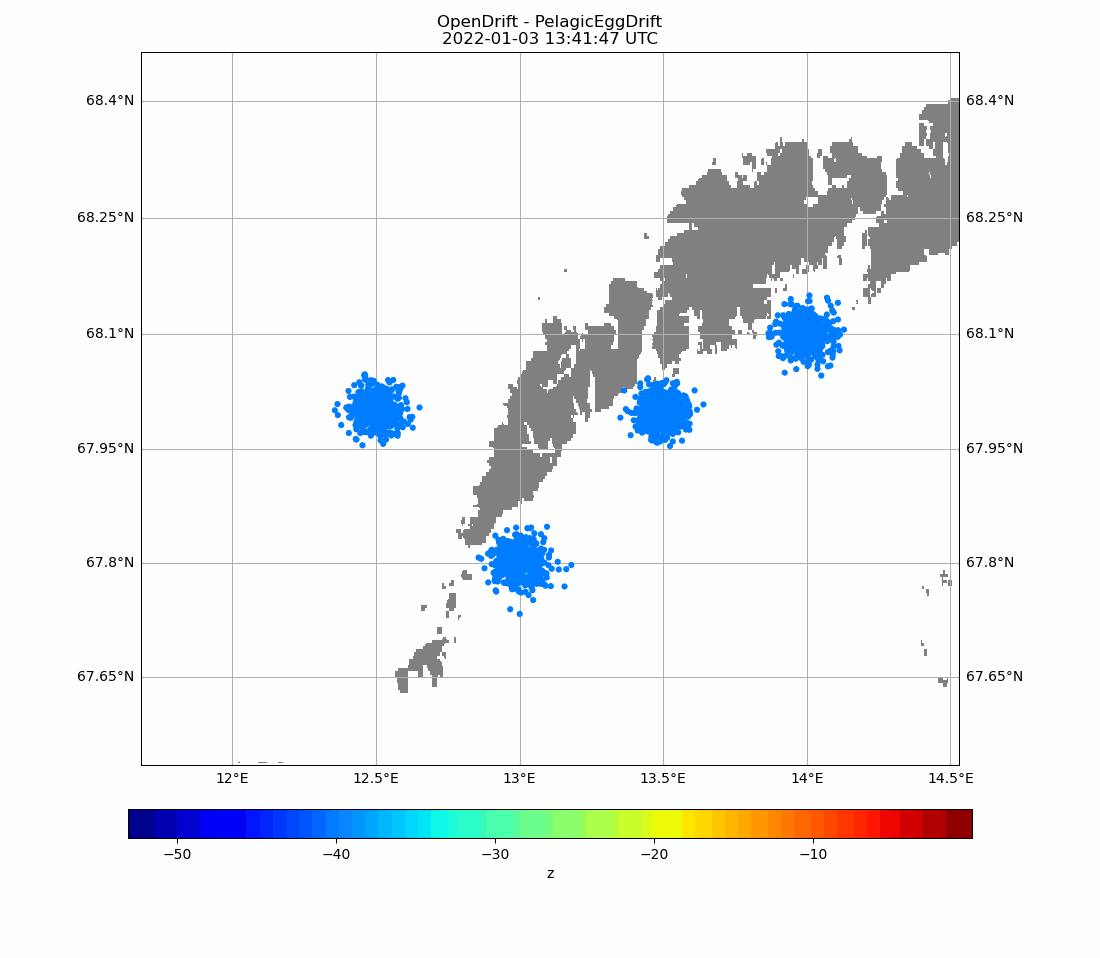 OpenDrift - PelagicEggDrift
2022-01-03 13:41:47 UTC
68.4°N 68.4°N
68.25°N 68.25°N
68.1°N 68.1°N
67.95°N 67.95°N
67.8°N 67.8°N
67.65°N 67.65°N
12°E 12.5°E 13°E 13.5°E 14°E 14.5°E
−50 −40 −30 −20 −10
z